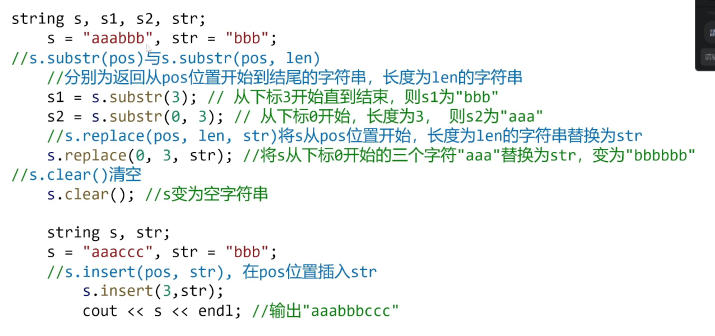 string s, s1, s2, str;
s = "aaabbb", str = "bbb";
//s.substr(pos)与s.substr(pos, len)
//分别为返回从pos位置开始到结尾的字符串，长度为len的字符串
s1 = s.substr(3); // 从下标3开始直到结束，则s1为"bbb"
s2 = s.substr(0, 3); // 从下标0开始，长度为3， 则s2为"aaa"
//s.replace(pos, len, str)将s从pos位置开始，长度为len的字符串替换为str
s.replace(0, 3, str); //将s从下标0开始的三个字符"aaa"替换为str，变为"bbbbbb"
//s.clear()清空
s.clear(); //s变为空字符串
string s, str;
s = "aaaccc", str = "bbb";
//s.insert(pos, str), 在pos位置插入str
s.insert(3,str);
cout << s << endl; //输出"aaabbbccc"